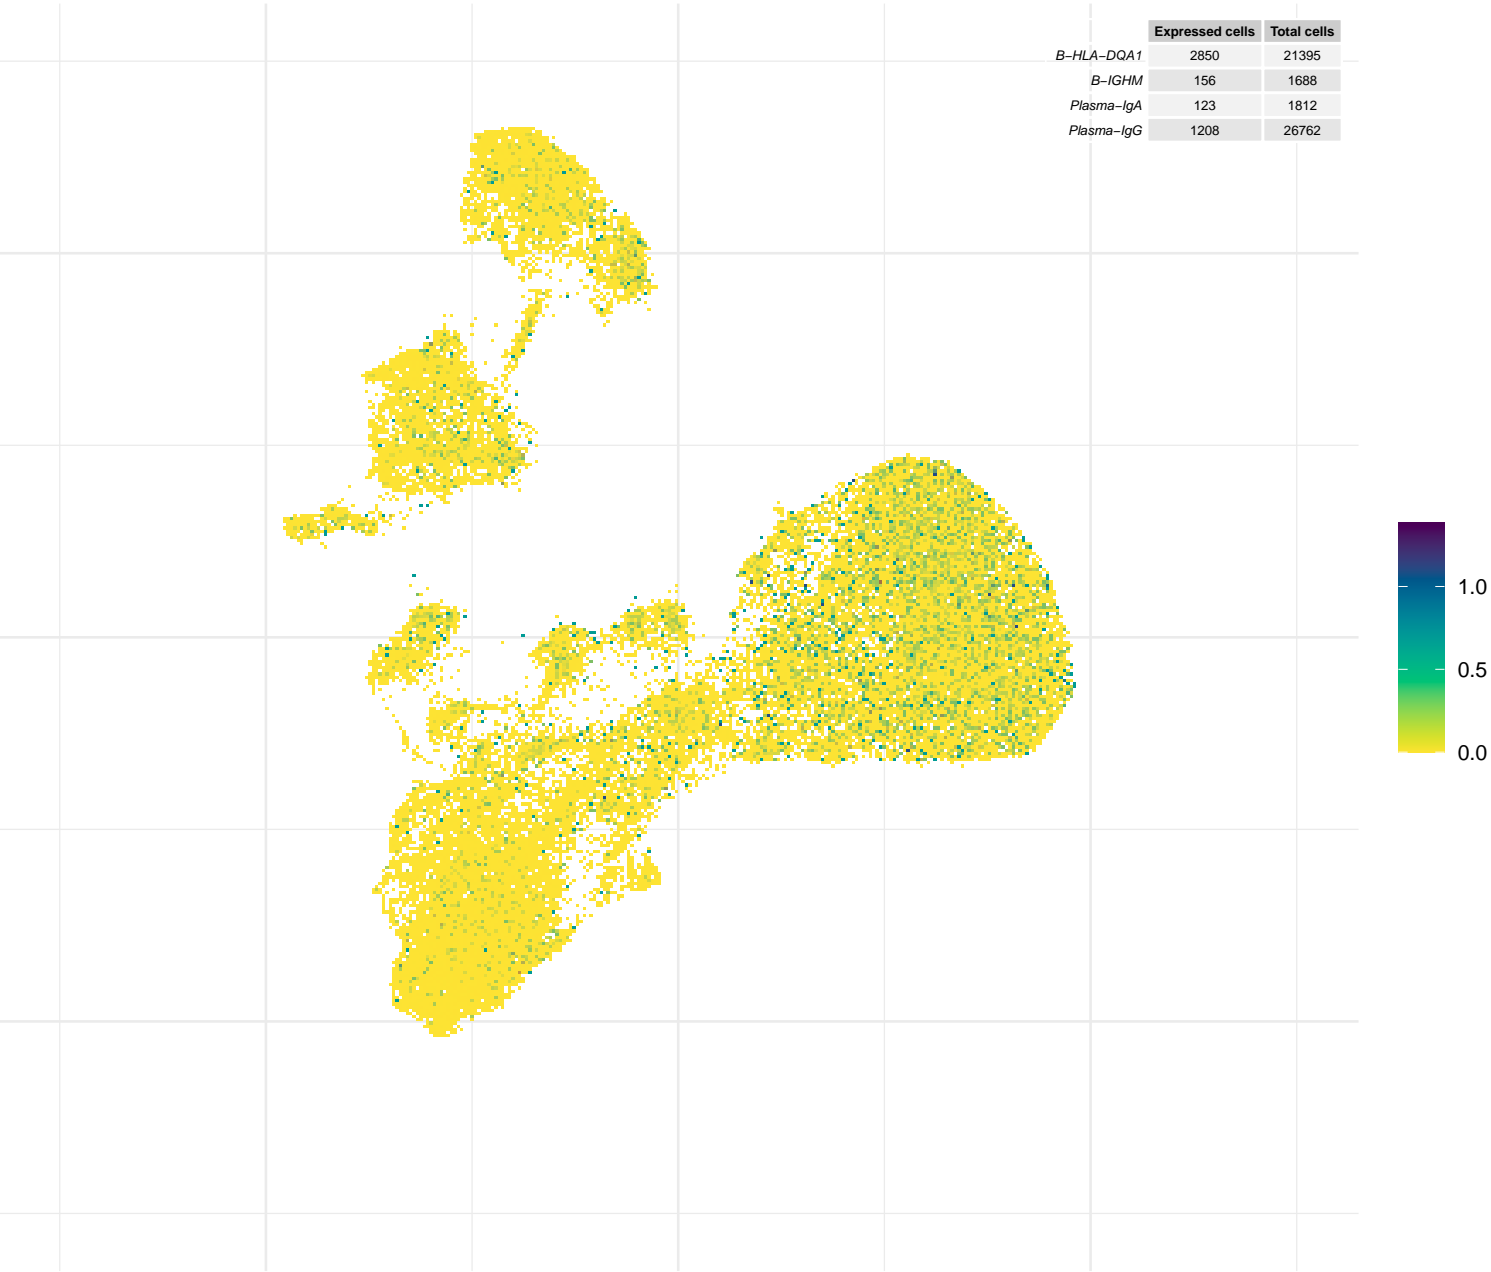 Expressed cells Total cells
B−HLA−DQA1 2850 21395
B−IGHM 156 1688
Plasma−IgA 123 1812
Plasma−IgG 1208 26762
1.0
0.5
0.0